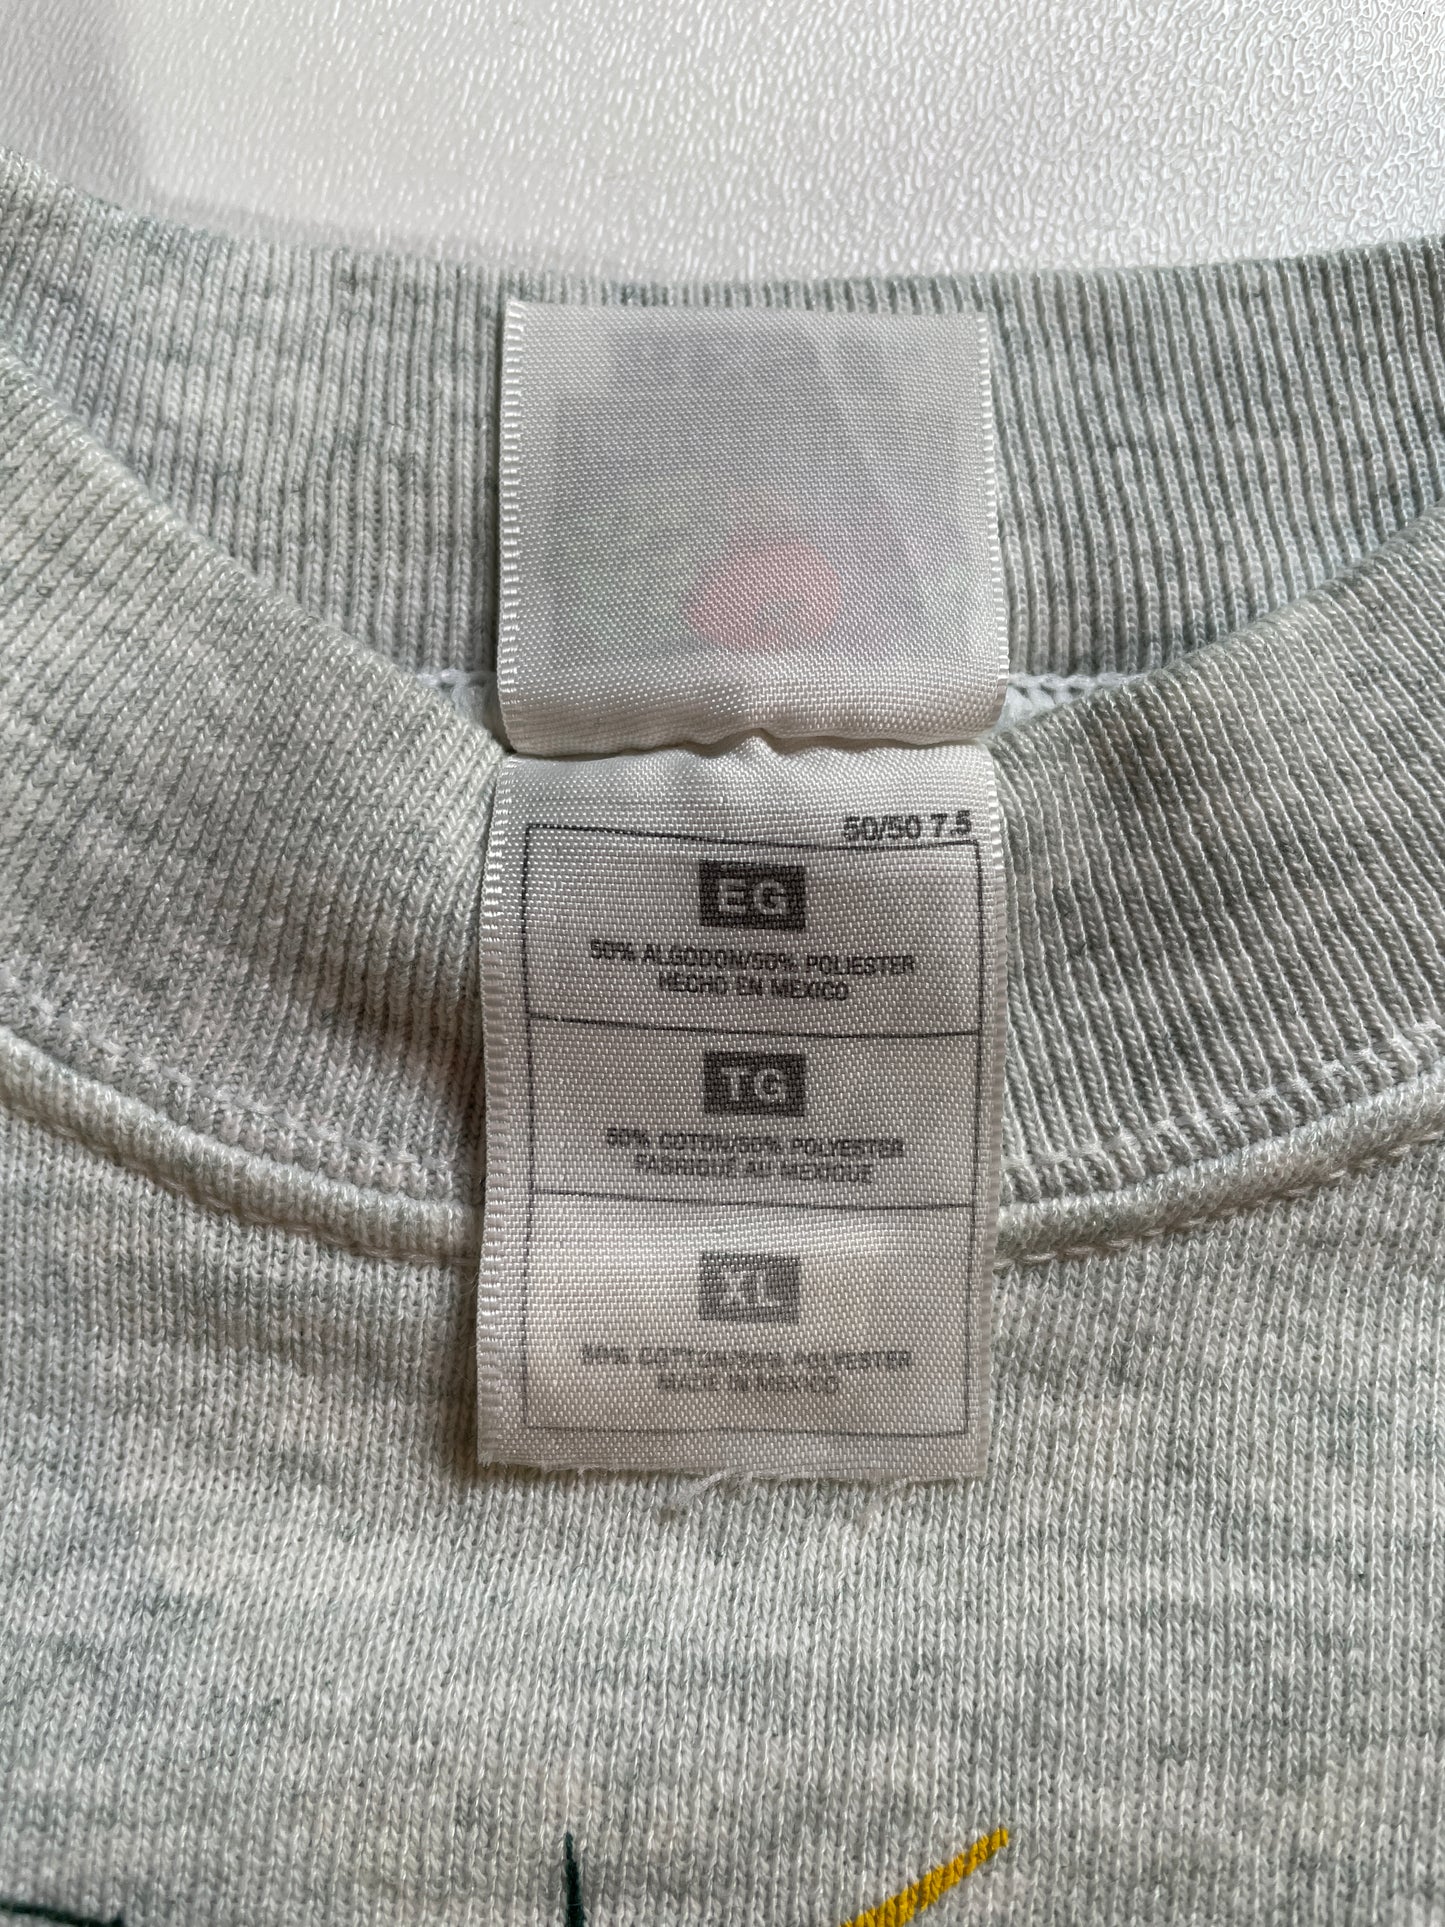 50/50 7.5
EG
50% ALGODON/50% POLIESTER
HECHO EN MEXICO
TG
50% COTON/50% POLYESTER
FABRIQUE AU MEXIQUE
XL
50% COTTON/50% POLYESTER
MADE IN MEXICO